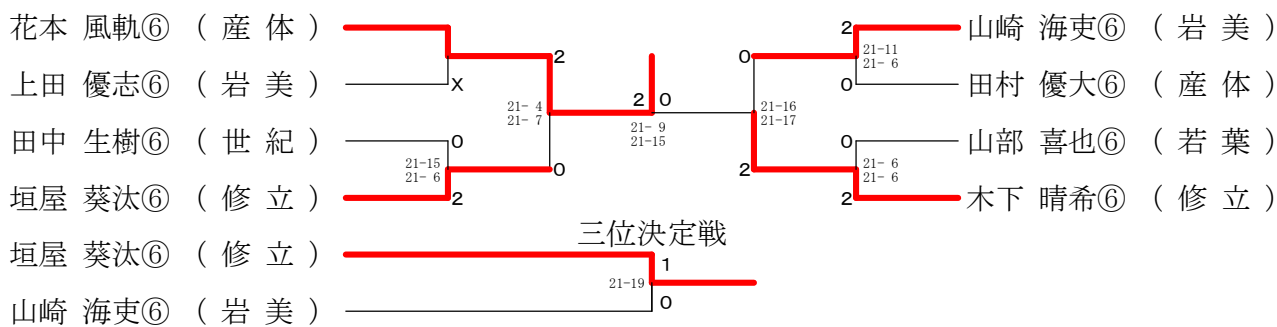 花本 風軌⑥ ( 産 体 )
上田 優志⑥ ( 岩 美 )
田中 生樹⑥ ( 世 紀 )
垣屋 葵汰⑥ ( 修 立 )
X
0
21-15
21- 6
2
2
21- 4
21- 7
0
2 0
21- 9
21-15
0
21-16
21-17
2
2
21-11
21- 6
0
0
21- 6
21- 6
2
山崎 海吏⑥ ( 岩 美 )
田村 優大⑥ ( 産 体 )
山部 喜也⑥ ( 若 葉 )
木下 晴希⑥ ( 修 立 )
三位決定戦
垣屋 葵汰⑥ ( 修 立 )
山崎 海吏⑥ ( 岩 美 )
1
21-19
0